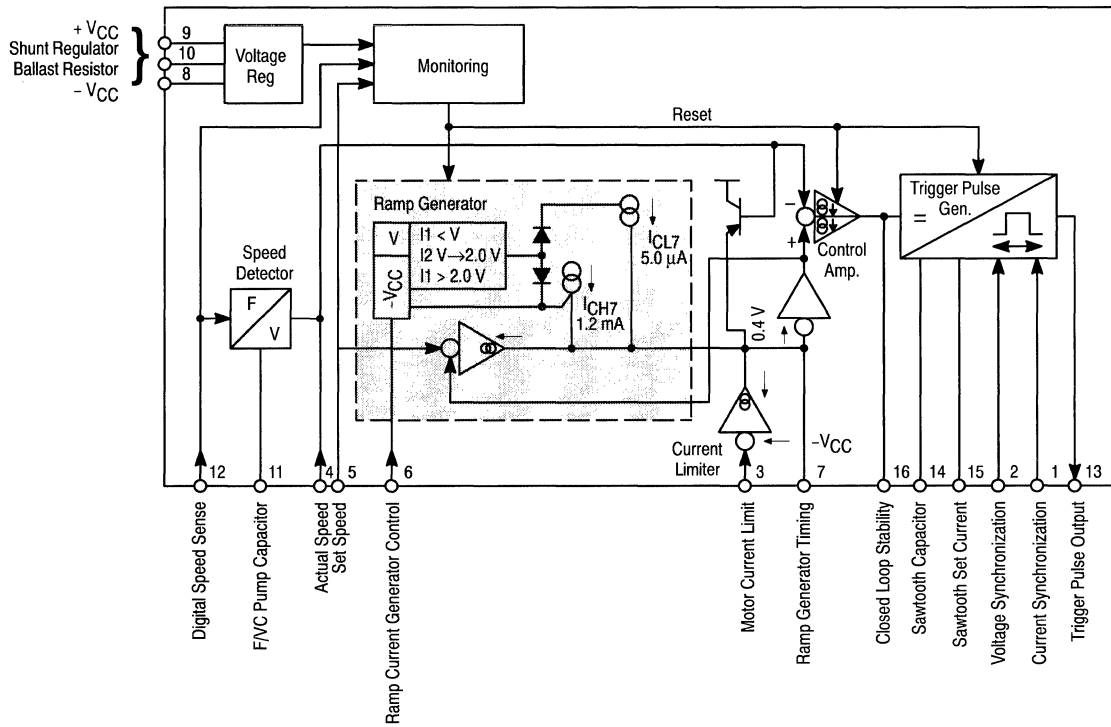 + VCC
9
Shunt Regulator
10
Ballast Resistor
8
− VCC
Voltage
Reg
Monitoring
Reset
Ramp Generator
V
I1 < V
I2 V→2.0 V
I1 > 2.0 V
-VCC
ICL7
5.0 µA
ICH7
1.2 mA
Speed
Detector
F
V
−
+
Control
Amp.
0.4 V
Trigger Pulse
Gen.
=
Current
Limiter
−VCC
12
11
4
5
6
3
7
16
14
15
2
1
13
Digital Speed Sense
F/VC Pump Capacitor
Actual Speed
Set Speed
Ramp Current Generator Control
Motor Current Limit
Ramp Generator Timing
Closed Loop Stability
Sawtooth Capacitor
Sawtooth Set Current
Voltage Synchronization
Current Synchronization
Trigger Pulse Output